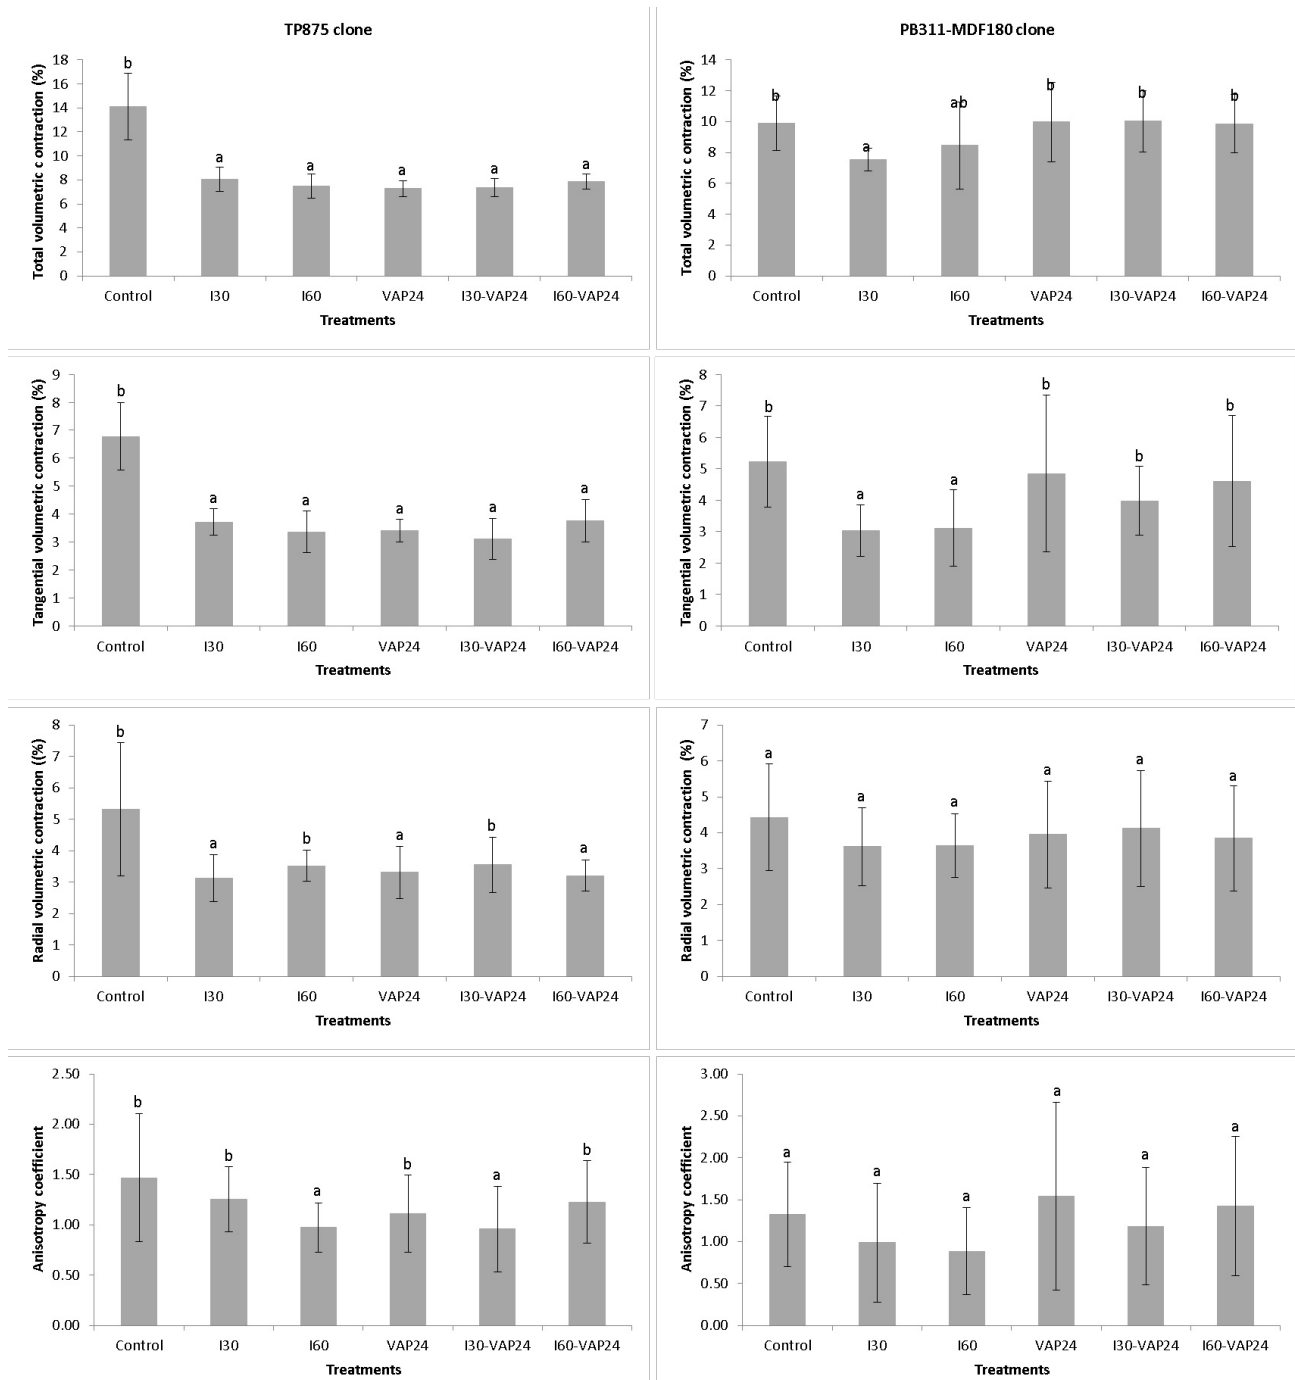 TP875 clone
Total volumetric c ontraction (%)
18
16
14
12
10
8
6
4
2
0
b
a
a
a
a
a
Control I30 I60 VAP24 I30-VAP24 I60-VAP24
Treatments
PB311-MDF180 clone
Total volumetric contraction (%)
14
12
10
8
6
4
2
0
b
a
ab
b
b
b
Control I30 I60 VAP24 I30-VAP24 I60-VAP24
Treatments
Tangential volumetric contraction (%)
9
8
7
6
5
4
3
2
1
0
b
a
a
a
a
a
Control I30 I60 VAP24 I30-VAP24 I60-VAP24
Treatments
Tangential volumetric contraction (%)
8
7
6
5
4
3
2
1
0
b
a
a
b
b
b
Control I30 I60 VAP24 I30-VAP24 I60-VAP24
Treatments
Radial volumetric contraction ((%)
8
7
6
5
4
3
2
1
0
b
a
b
a
b
a
Control I30 I60 VAP24 I30-VAP24 I60-VAP24
Treatments
Radial volumetric contraction (%)
7
6
5
4
3
2
1
0
a
a
a
a
a
a
Control I30 I60 VAP24 I30-VAP24 I60-VAP24
Treatments
Anisotropy coefficient
2.50
2.00
1.50
1.00
0.50
0.00
b
b
a
b
a
b
Control I30 I60 VAP24 I30-VAP24 I60-VAP24
Treatments
Anisotropy coefficient
3.00
2.50
2.00
1.50
1.00
0.50
0.00
a
a
a
a
a
a
Control I30 I60 VAP24 I30-VAP24 I60-VAP24
Treatments